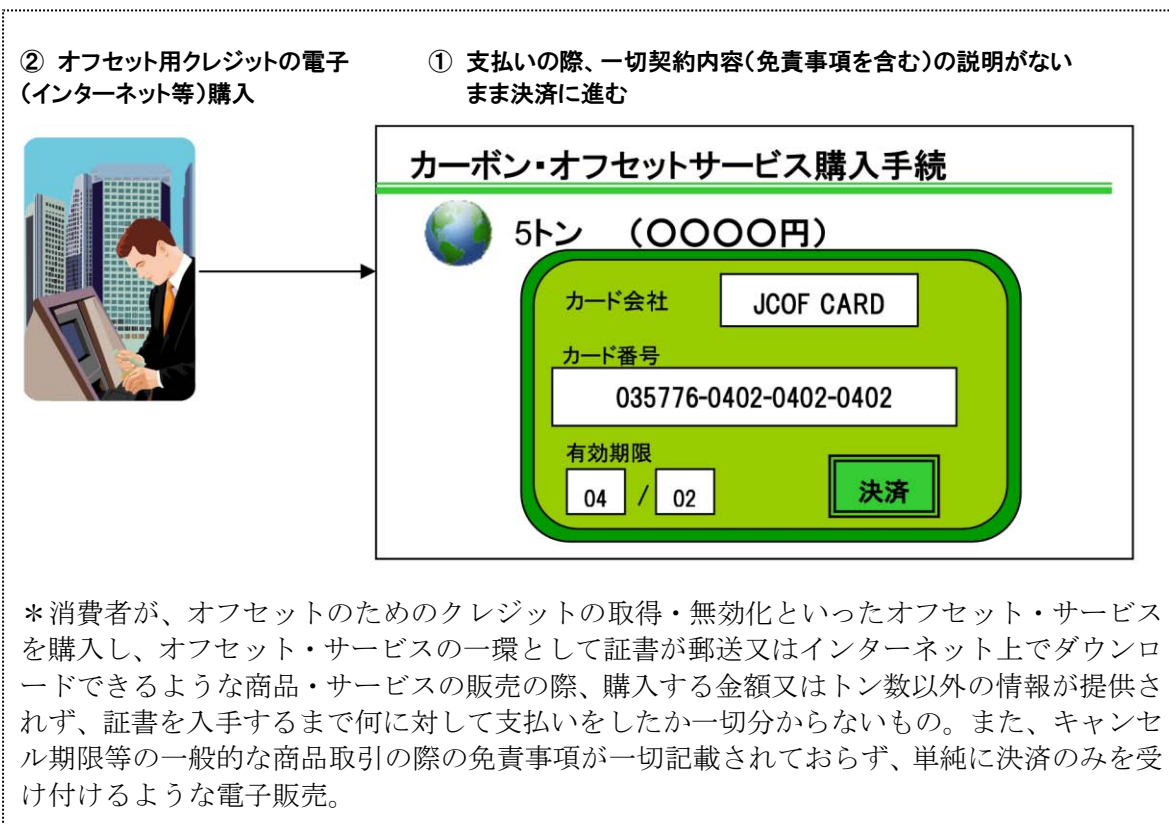 ② オフセット用クレジットの電子
(インターネット等)購入
① 支払いの際、一切契約内容(免責事項を含む)の説明がない
まま決済に進む
カーボン・オフセットサービス購入手続
5トン (〇〇〇〇円)
カード会社 JCOF CARD
カード番号
035776-0402-0402-0402
有効期限
04 / 02 決済
＊消費者が、オフセットのためのクレジットの取得・無効化といったオフセット・サービス
を購入し、オフセット・サービスの一環として証書が郵送又はインターネット上でダウンロ
ードできるような商品・サービスの販売の際、購入する金額又はトン数以外の情報が提供さ
れず、証書を入手するまで何に対して支払いをしたか一切分からないもの。また、キャンセ
ル期限等の一般的な商品取引の際の免責事項が一切記載されておらず、単純に決済のみを受
け付けるような電子販売。